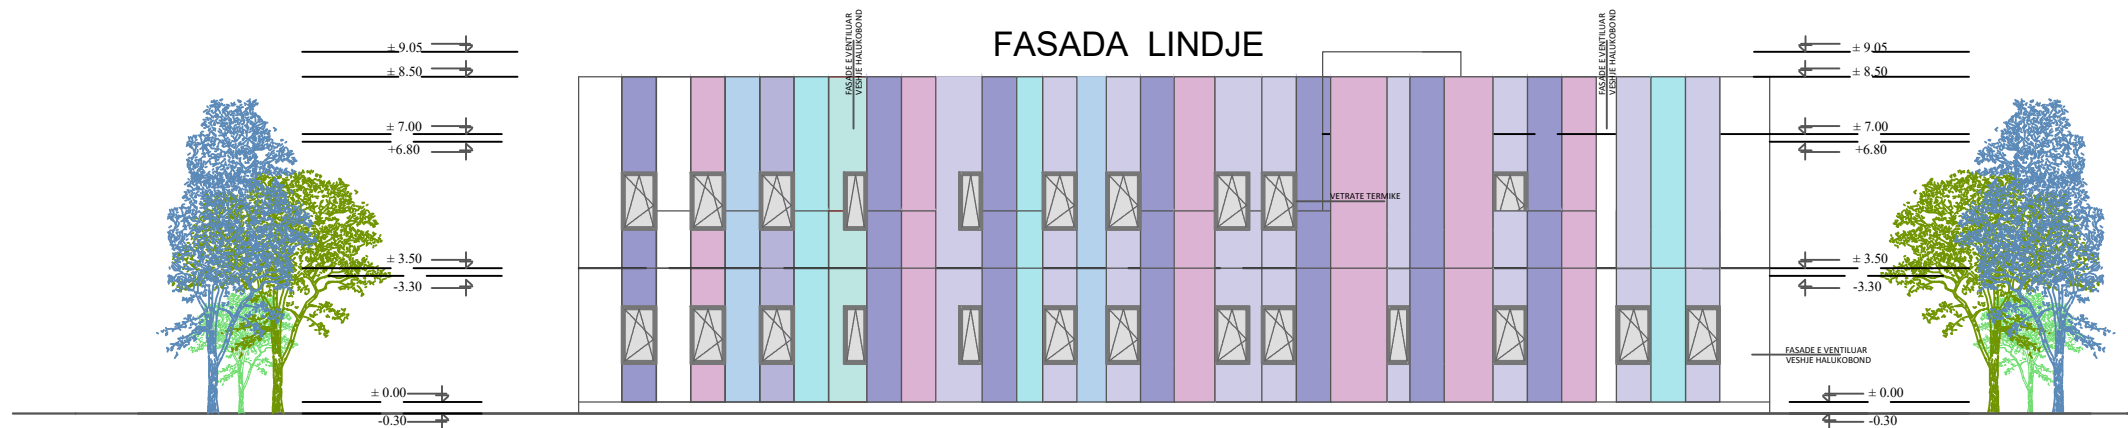 FASADA LINDJE
± 9.05
± 8.50
± 7.00
+6.80
± 3.50
-3.30
± 0.00
-0.30
FASADE E VENTILUAR
VESHJE HALUKOBOND
VETRATE TERMIKE
FASADE E VENTILUAR
VESHJE HALUKOBOND
± 9.05
± 8.50
± 7.00
+6.80
± 3.50
-3.30
FASADE E VENTILUAR
VESHJE HALUKOBOND
± 0.00
-0.30